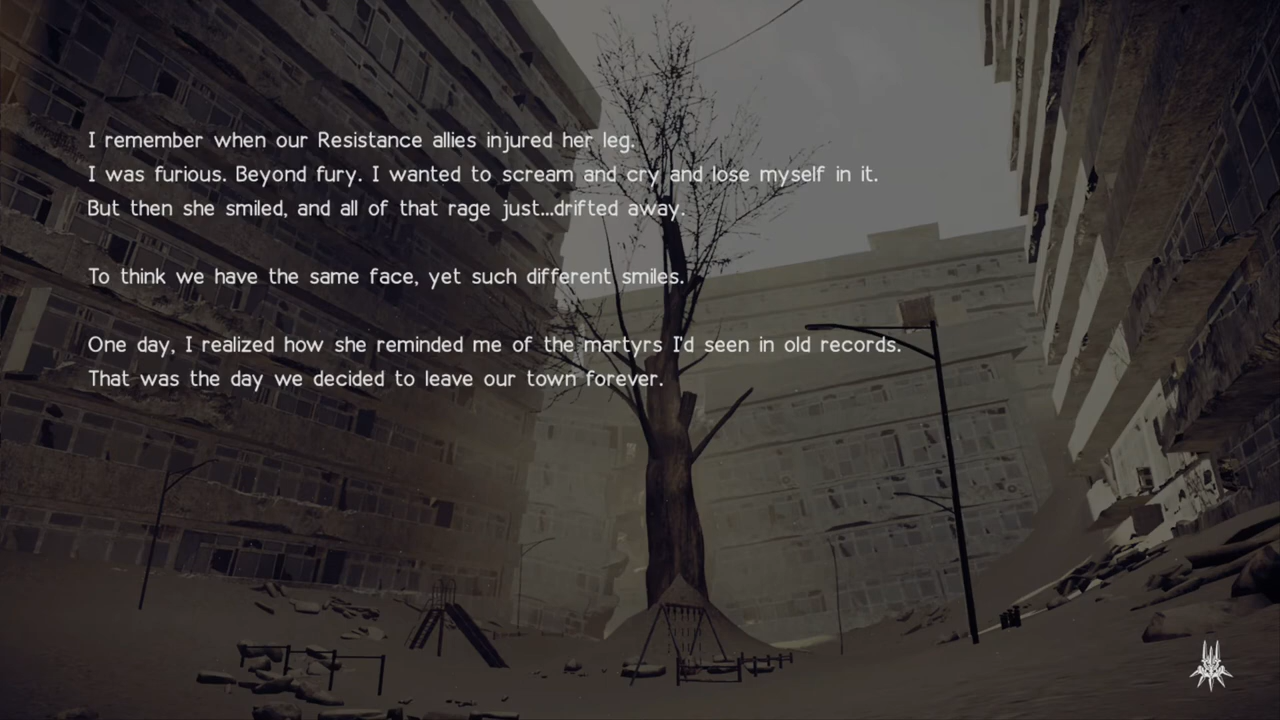 I remember when our Resistance allies injured her leg.
I was furious. Beyond fury. I wanted to scream and cry and lose myself in it.
But then she smiled, and all of that rage just...drifted away.
To think we have the same face, yet such different smiles.
One day, I realized how she reminded me of the martyrs I'd seen in old records.
That was the day we decided to leave our town forever.